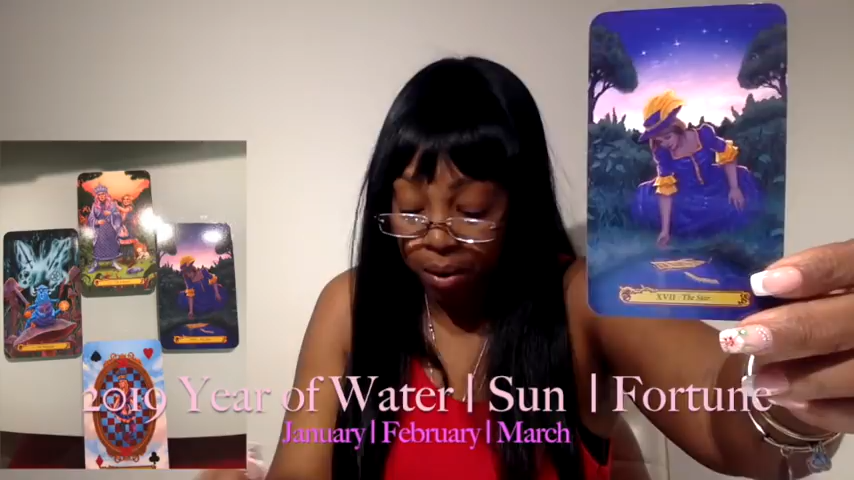 XVII The Star
2019 Year of Water | Sun | Fortune
January | February | March